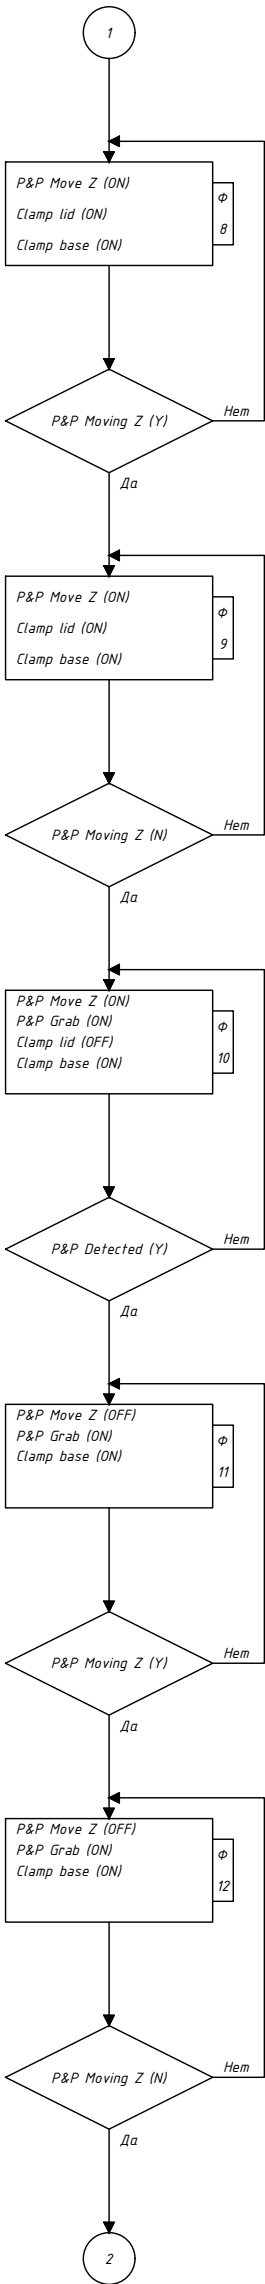 1
P&P Move Z (ON)
Clamp lid (ON)
Clamp base (ON)
Ф
8
P&P Moving Z (Y)
Нет
Да
P&P Move Z (ON)
Clamp lid (ON)
Clamp base (ON)
Ф
9
P&P Moving Z (N)
Нет
Да
P&P Move Z (ON)
P&P Grab (ON)
Clamp lid (OFF)
Clamp base (ON)
Ф
10
P&P Detected (Y)
Нет
Да
P&P Move Z (OFF)
P&P Grab (ON)
Clamp base (ON)
Ф
11
P&P Moving Z (Y)
Нет
Да
P&P Move Z (OFF)
P&P Grab (ON)
Clamp base (ON)
Ф
12
P&P Moving Z (N)
Нет
Да
2